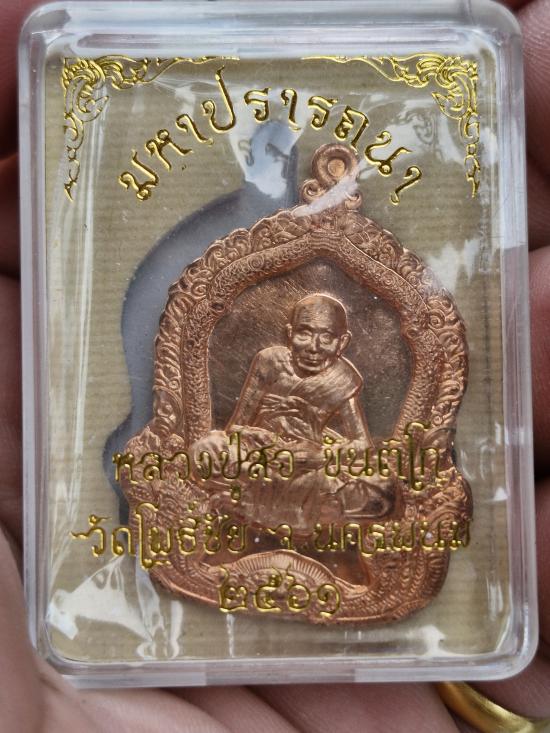 มหาปรารถนา
หลวงปู่สอ ขันติโก
วัดโพธิ์ชัย จ.นครพนม
๒๕๖๑